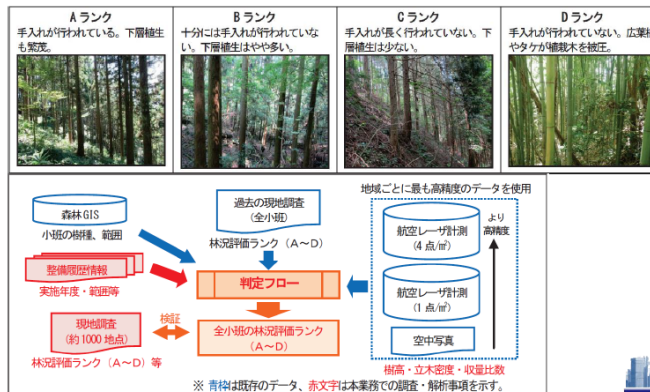 Aランク
手入れが行われている。下層植生
も繁茂。
Bランク
十分には手入れが行われていな
い。下層植生はやや多い。
Cランク
手入れが長く行われていない。下
層植生は少ない。
Dランク
手入れが行われていない。広葉樹
やタケが植栽木を被圧。
森林GIS
小班の樹種、範囲
整備履歴情報
実施年度・範囲等
現地調査
(約1000地点)
林況評価ランク(A~D)等
過去の現地調査
(全小班)
林況評価ランク(A~D)
判定フロー
検証
全小班の林況評価ランク
(A~D)
地域ごとに最も高精度のデータを使用
航空レーザ計測
(4点/㎡)
航空レーザ計測
(1点/㎡)
空中写真
より
高精度
樹高・立木密度・収量比数
※ 青枠は既存のデータ、赤文字は本業務での調査・解析事項を示す。